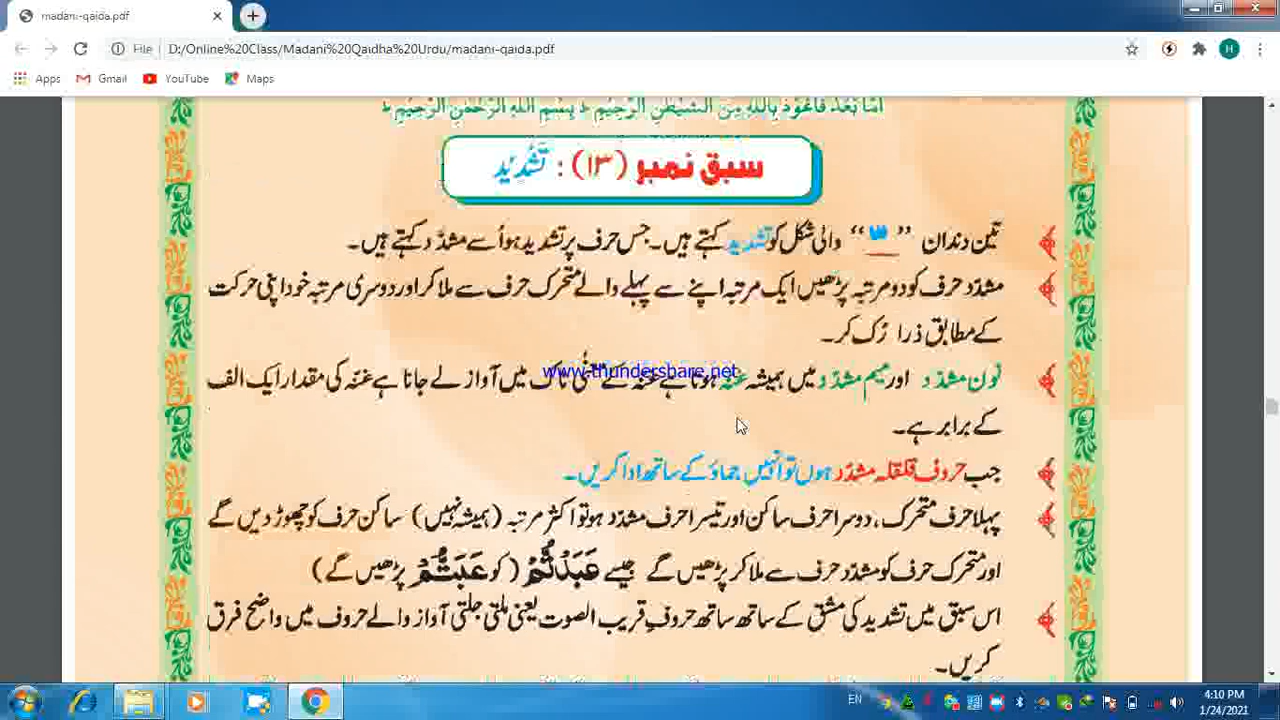 madani-qaida.pdf
File D:/Online%20Class/Madani%20Qaidha%20Urdu/madani-qaida.pdf
Apps Gmail YouTube Maps
اَمَّا بَعْدُ فَاَعُوْذُ بِاللّٰهِ مِنَ الشَّيْطٰنِ الرَّجِيْمِ ط بِسْمِ اللّٰهِ الرَّحْمٰنِ الرَّحِيْمِ ط
سبق نمبر (۱۳) : تَشْدِید
تین دندان " ّ " والی شکل کو تشدید کہتے ہیں۔ جس حرف پر تشدید ہو اُسے مشدّد کہتے ہیں۔
مشدّد حرف کو دو مرتبہ پڑھیں ایک مرتبہ اپنے سے پہلے والے متحرک حرف سے ملا کر اور دوسری مرتبہ خود اپنی حرکت
کے مطابق ذرا رُک کر۔
نون مشدّد اور میم مشدّد میں ہمیشہ غنّہ ہوتا ہے غنّہ کے معنٰی ناک میں آواز لے جانا ہے غنّہ کی مقدار ایک الف
www.thundershare.net
کے برابر ہے۔
جب حروف قلقلہ مشدّد ہوں تو انہیں جماؤ کے ساتھ ادا کریں۔
پہلا حرف متحرک، دوسرا حرف ساکن اور تیسرا حرف مشدّد ہو تو اکثر مرتبہ (ہمیشہ نہیں) ساکن حرف کو چھوڑ دیں گے
اور متحرک حرف کو مشدّد حرف سے ملا کر پڑھیں گے جیسے عَبَدْتُّمْ (کو عَبَتُّمْ پڑھیں گے)
اس سبق میں تشدید کی مشق کے ساتھ ساتھ حروفِ قریب الصوت یعنی ملتی جلتی آواز والے حروف میں واضح فرق
کریں۔
EN 4:10 PM
1/24/2021